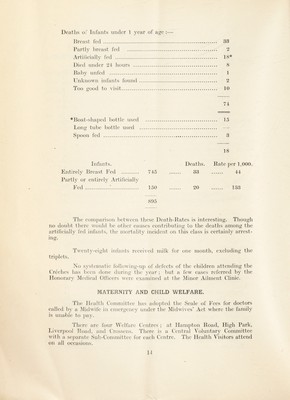 Deaths of Infants under 1 year of age :—
Breast fed ........ 33
Partly breast fed ........ 2
Artificially fed ........ 18*
Died under 24 hours ........ 8
Baby unfed ........ 1
Unknown infants found ........ 2
Too good to visit ........ 10
74
*Boat-shaped bottle used ........ 15
Long tube bottle used ........ —
Spoon fed ........ 3
18
Infants. Deaths. Rate per 1,000.
Entirely Breast Fed ........ 745 ........ 33 ........ 44
Partly or entirely Artificially
Fed ........ 150 ........ 20 ........ 133
895
The comparison between these Death-Rates is interesting. Though
no doubt there would be other causes contributing to the deaths among the
artificially fed infants, the mortality incident on this class is certainly arrest-
ing.
Twenty-eight infants received milk for one month, excluding the
triplets.
No systematic following-up of defects of the children attending the
Crèches has been done during the year; but a few cases referred by the
Honorary Medical Officers were examined at the Minor Ailment Clinic.
MATERNITY AND CHILD WELFARE.
The Health Committee has adopted the Scale of Fees for doctors
called by a Midwife in emergency under the Midwives' Act where the family
is unable to pay.
There are four Welfare Centres; at Hampton Road, High Park,
Liverpool Road, and Crossens. There is a Central Voluntary Committee
with a separate Sub-Committee for each Centre. The Health Visitors attend
on all occasions.
14